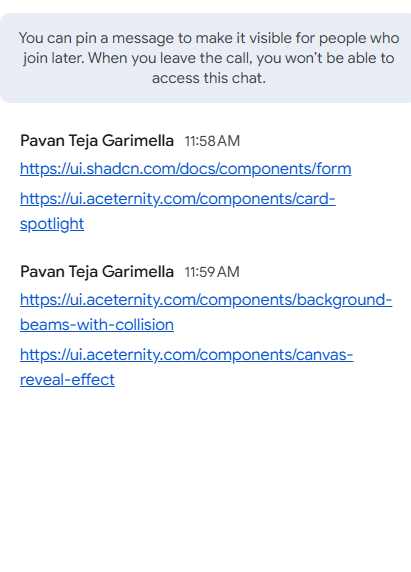 You can pin a message to make it visible for people who
join later. When you leave the call, you won't be able to
access this chat.
Pavan Teja Garimella 11:58 AM
https://ui.shadcn.com/docs/components/form
https://ui.aceternity.com/components/card-
spotlight
Pavan Teja Garimella 11:59 AM
https://ui.aceternity.com/components/background-
beams-with-collision
https://ui.aceternity.com/components/canvas-
reveal-effect